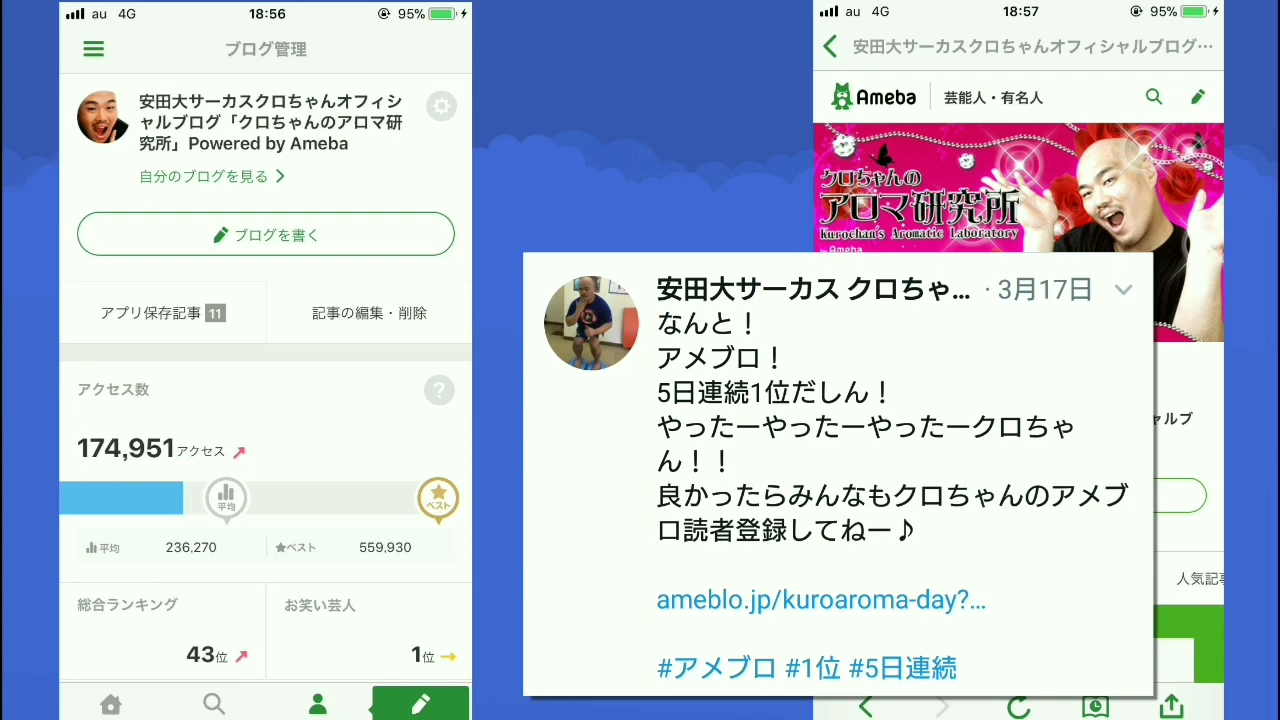 au 4G 18:56 95%
ブログ管理
安田大サーカスクロちゃんオフィシ
ャルブログ「クロちゃんのアロマ研
究所」Powered by Ameba
自分のブログを見る
ブログを書く
アプリ保存記事 11
記事の編集・削除
アクセス数
?
174,951アクセス
平均
ベスト
平均 236,270
ベスト 559,930
総合ランキング
43位
お笑い芸人
1位
au 4G 18:57 95%
安田大サーカスクロちゃんオフィシャルブログ…
Ameba
芸能人・有名人
クロちゃんの
アロマ研究所
Kurochan's Aromatic Laboratory
by Ameba
安田大サーカス クロちゃ… · 3月17日
なんと！
アメブロ！
5日連続1位だしん！
やったーやったーやったークロちゃ
ん！！
良かったらみんなもクロちゃんのアメブ
ロ読者登録してねー♪
ameblo.jp/kuroaroma-day?…
#アメブロ #1位 #5日連続
ャルブ
人気記事